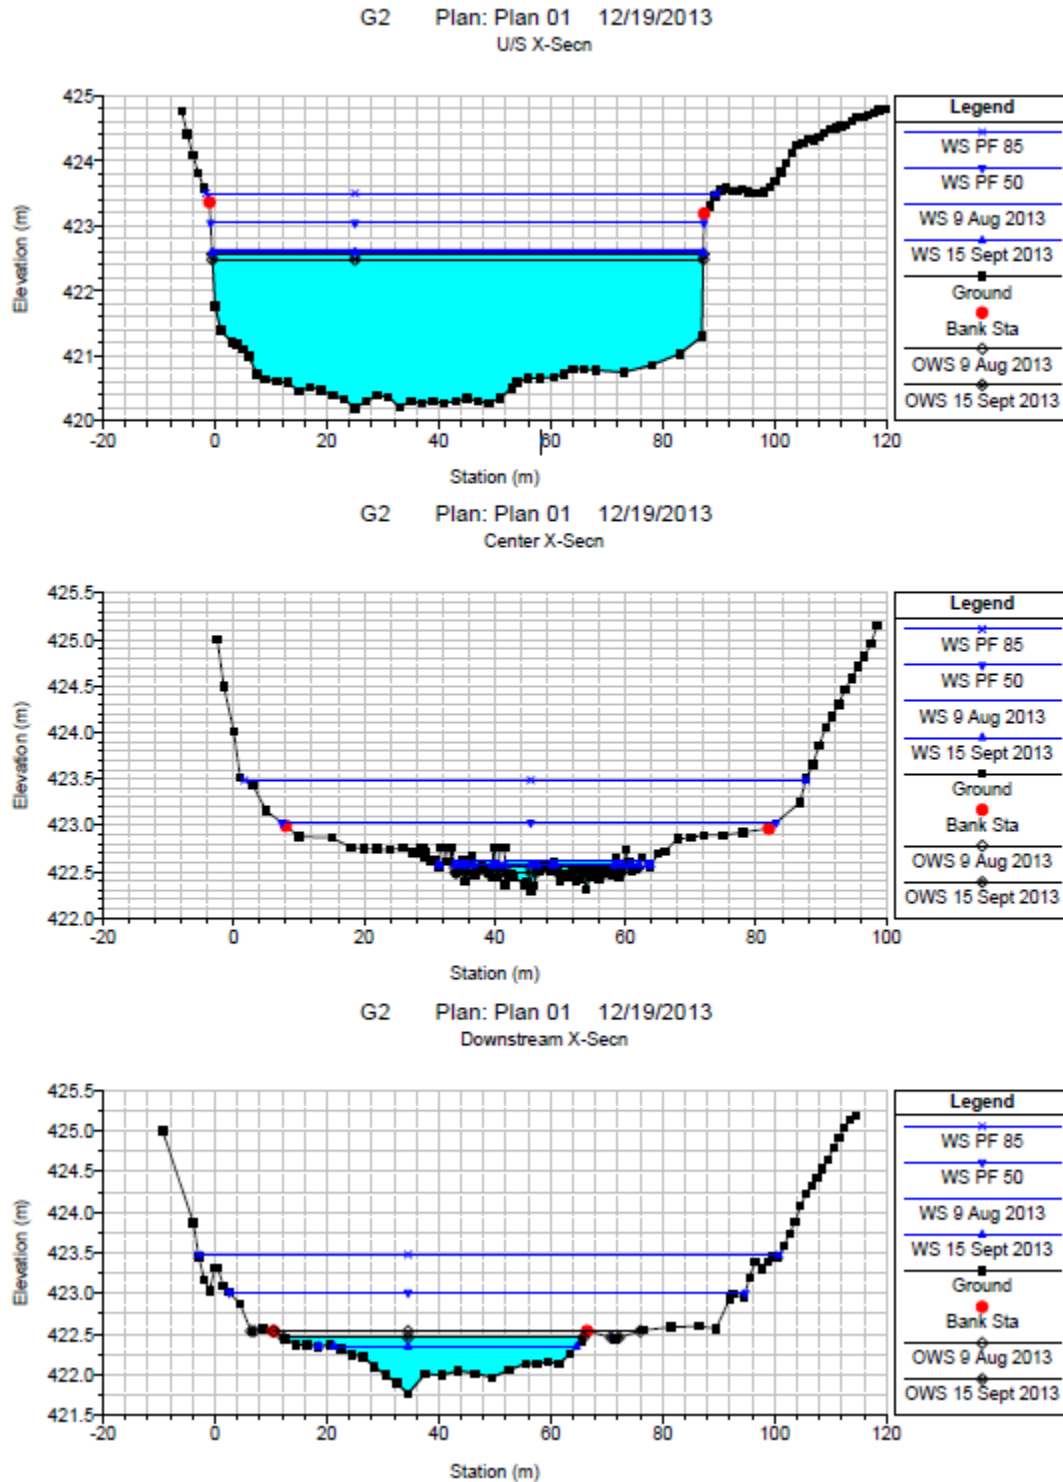 G2 Plan: Plan 01 12/19/2013
U/S X-Secn
Elevation (m)
425
424
423
422
421
420
-20 0 20 40 60 80 100 120
Station (m)
Legend
WS PF 85
WS PF 50
WS 9 Aug 2013
WS 15 Sept 2013
Ground
Bank Sta
OWS 9 Aug 2013
OWS 15 Sept 2013
G2 Plan: Plan 01 12/19/2013
Center X-Secn
Elevation (m)
425.5
425.0
424.5
424.0
423.5
423.0
422.5
422.0
-20 0 20 40 60 80 100
Station (m)
Legend
WS PF 85
WS PF 50
WS 9 Aug 2013
WS 15 Sept 2013
Ground
Bank Sta
OWS 9 Aug 2013
OWS 15 Sept 2013
G2 Plan: Plan 01 12/19/2013
Downstream X-Secn
Elevation (m)
425.5
425.0
424.5
424.0
423.5
423.0
422.5
422.0
421.5
-20 0 20 40 60 80 100 120
Station (m)
Legend
WS PF 85
WS PF 50
WS 9 Aug 2013
WS 15 Sept 2013
Ground
Bank Sta
OWS 9 Aug 2013
OWS 15 Sept 2013